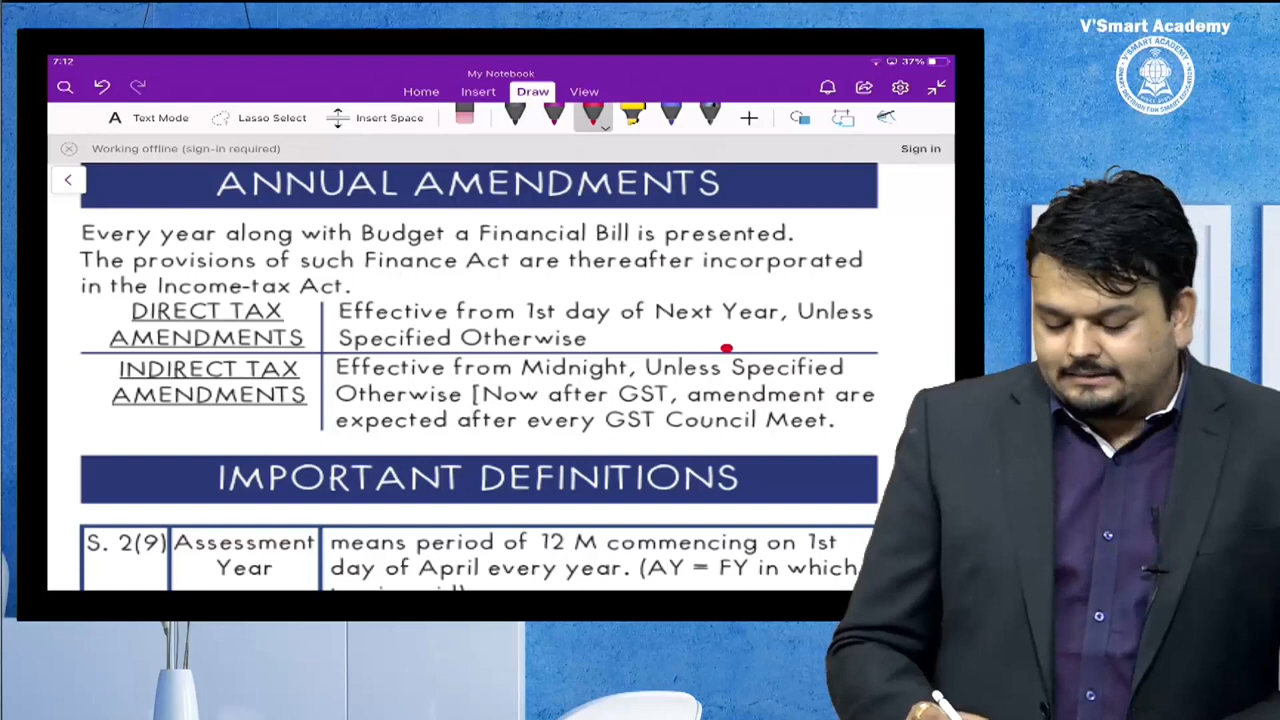 V'Smart Academy
7:12
37%
My Notebook
Home Insert Draw View
Text Mode Lasso Select Insert Space
Working offline (sign-in required) Sign in
ANNUAL AMENDMENTS
Every year along with Budget a Financial Bill is presented.
The provisions of such Finance Act are thereafter incorporated
in the Income-tax Act.
DIRECT TAX AMENDMENTS
Effective from 1st day of Next Year, Unless
Specified Otherwise
INDIRECT TAX AMENDMENTS
Effective from Midnight, Unless Specified
Otherwise [Now after GST, amendment are
expected after every GST Council Meet.
IMPORTANT DEFINITIONS
S. 2(9) Assessment Year
means period of 12 M commencing on 1st
day of April every year. (AY = FY in which